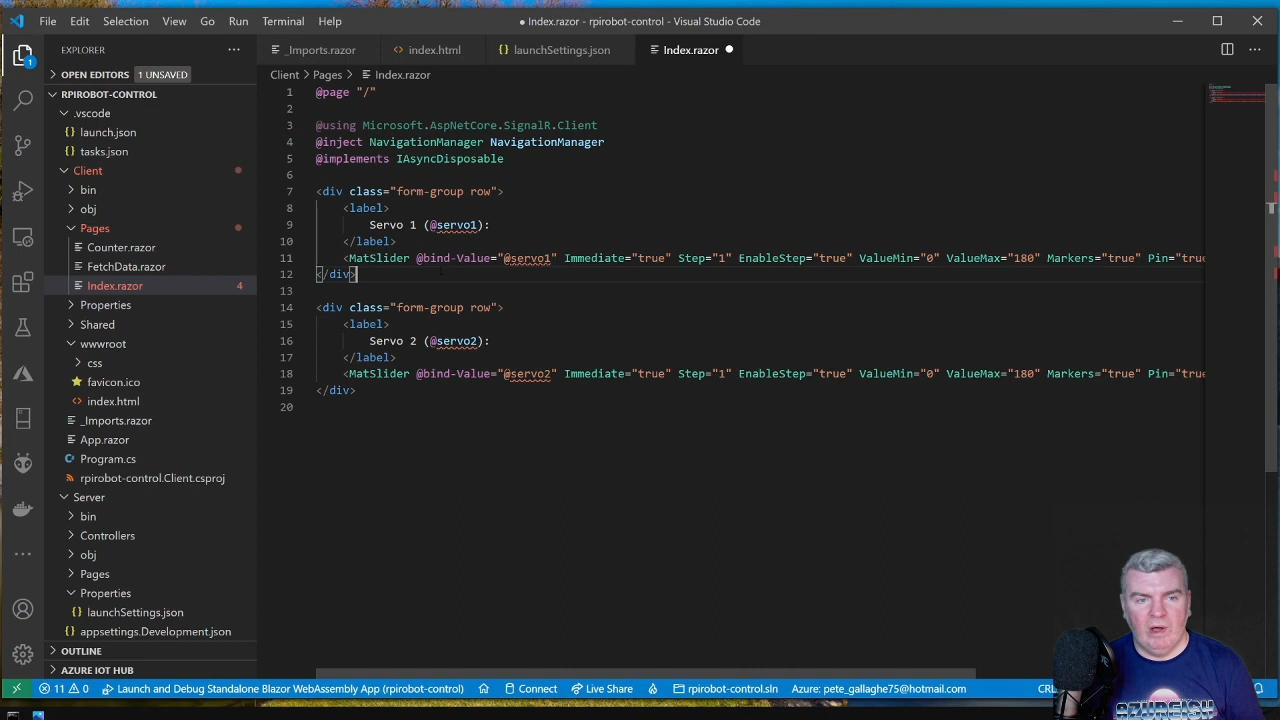 File Edit Selection View Go Run Terminal Help
● Index.razor - rpirobot-control - Visual Studio Code
EXPLORER
_Imports.razor
index.html
launchSettings.json
Index.razor
1
OPEN EDITORS 1 UNSAVED
RPIROBOT-CONTROL
.vscode
launch.json
tasks.json
Client
bin
obj
Pages
Counter.razor
FetchData.razor
Index.razor 4
Properties
Shared
wwwroot
css
favicon.ico
index.html
_Imports.razor
App.razor
Program.cs
rpirobot-control.Client.csproj
Server
bin
Controllers
obj
Pages
Properties
launchSettings.json
appsettings.Development.json
OUTLINE
AZURE IOT HUB
Client > Pages > Index.razor
1 @page "/"
2
3 @using Microsoft.AspNetCore.SignalR.Client
4 @inject NavigationManager NavigationManager
5 @implements IAsyncDisposable
6
7 <div class="form-group row">
8 <label>
9 Servo 1 (@servo1):
10 </label>
11 <MatSlider @bind-Value="@servo1" Immediate="true" Step="1" EnableStep="true" ValueMin="0" ValueMax="180" Markers="true" Pin="true
12 </div>
13
14 <div class="form-group row">
15 <label>
16 Servo 2 (@servo2):
17 </label>
18 <MatSlider @bind-Value="@servo2" Immediate="true" Step="1" EnableStep="true" ValueMin="0" ValueMax="180" Markers="true" Pin="true
19 </div>
20
11 0 Launch and Debug Standalone Blazor WebAssembly App (rpirobot-control) Connect Live Share rpirobot-control.sln Azure: pete_gallaghe75@hotmail.com CRL
AZUREISH